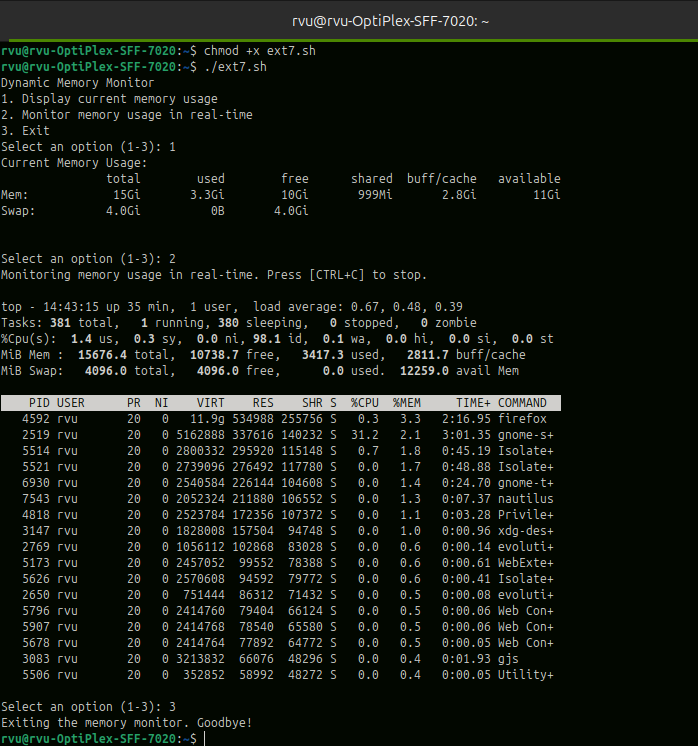 rvu@rvu-OptiPlex-SFF-7020: ~
rvu@rvu-OptiPlex-SFF-7020:~$ chmod +x ext7.sh
rvu@rvu-OptiPlex-SFF-7020:~$ ./ext7.sh
Dynamic Memory Monitor
1. Display current memory usage
2. Monitor memory usage in real-time
3. Exit
Select an option (1-3): 1
Current Memory Usage:
               total        used        free      shared  buff/cache   available
Mem:            15Gi       3.3Gi        10Gi       999Mi       2.8Gi        11Gi
Swap:          4.0Gi          0B       4.0Gi
Select an option (1-3): 2
Monitoring memory usage in real-time. Press [CTRL+C] to stop.
top - 14:43:15 up 35 min,  1 user,  load average: 0.67, 0.48, 0.39
Tasks: 381 total,   1 running, 380 sleeping,   0 stopped,   0 zombie
%Cpu(s):  1.4 us,  0.3 sy,  0.0 ni, 98.1 id,  0.1 wa,  0.0 hi,  0.0 si,  0.0 st
MiB Mem :  15676.4 total,  10738.7 free,   3417.3 used,   2811.7 buff/cache
MiB Swap:   4096.0 total,   4096.0 free,      0.0 used.  12259.0 avail Mem
    PID USER      PR  NI    VIRT    RES    SHR S  %CPU  %MEM     TIME+ COMMAND
   4592 rvu       20   0   11.9g 534988 255756 S   0.3   3.3   2:16.95 firefox
   2519 rvu       20   0 5162888 337616 140232 S  31.2   2.1   3:01.35 gnome-s+
   5514 rvu       20   0 2800332 295920 115148 S   0.7   1.8   0:45.19 Isolate+
   5521 rvu       20   0 2739096 276492 117780 S   0.0   1.7   0:48.88 Isolate+
   6930 rvu       20   0 2540584 226144 104608 S   0.0   1.4   0:24.70 gnome-t+
   7543 rvu       20   0 2052324 211880 106552 S   0.0   1.3   0:07.37 nautilus
   4818 rvu       20   0 2523784 172356 107372 S   0.0   1.1   0:03.28 Privile+
   3147 rvu       20   0 1828008 157504  94748 S   0.0   1.0   0:00.96 xdg-des+
   2769 rvu       20   0 1056112 102868  83028 S   0.0   0.6   0:00.14 evoluti+
   5173 rvu       20   0 2457052  99552  78388 S   0.0   0.6   0:00.61 WebExte+
   5626 rvu       20   0 2570608  94592  79772 S   0.0   0.6   0:00.41 Isolate+
   2650 rvu       20   0  751444  86312  71432 S   0.0   0.5   0:00.08 evoluti+
   5796 rvu       20   0 2414760  79404  66124 S   0.0   0.5   0:00.06 Web Con+
   5907 rvu       20   0 2414768  78540  65580 S   0.0   0.5   0:00.06 Web Con+
   5678 rvu       20   0 2414764  77892  64772 S   0.0   0.5   0:00.05 Web Con+
   3083 rvu       20   0 3213832  66076  48296 S   0.0   0.4   0:01.93 gjs
   5506 rvu       20   0  352852  58992  48272 S   0.0   0.4   0:00.05 Utility+
Select an option (1-3): 3
Exiting the memory monitor. Goodbye!
rvu@rvu-OptiPlex-SFF-7020:~$